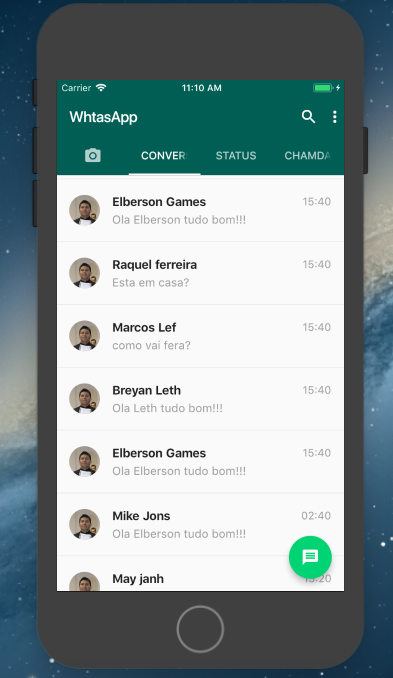 Carrier 11:10 AM
WhtasApp
CONVER STATUS CHAMDA
Elberson Games 15:40
Ola Elberson tudo bom!!!
Raquel ferreira 15:40
Esta em casa?
Marcos Lef 15:40
como vai fera?
Breyan Leth 15:40
Ola Leth tudo bom!!!
Elberson Games 15:40
Ola Elberson tudo bom!!!
Mike Jons 02:40
Ola Elberson tudo bom!!!
May janh :20